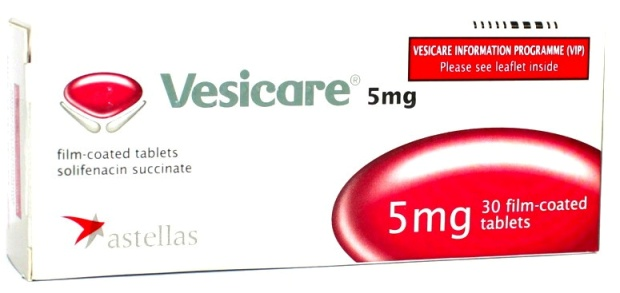 VESICARE INFORMATION PROGRAMME (VIP)
Please see leaflet inside
Vesicare® 5mg
film-coated tablets
solifenacin succinate
5mg 30 film-coated
tablets
astellas